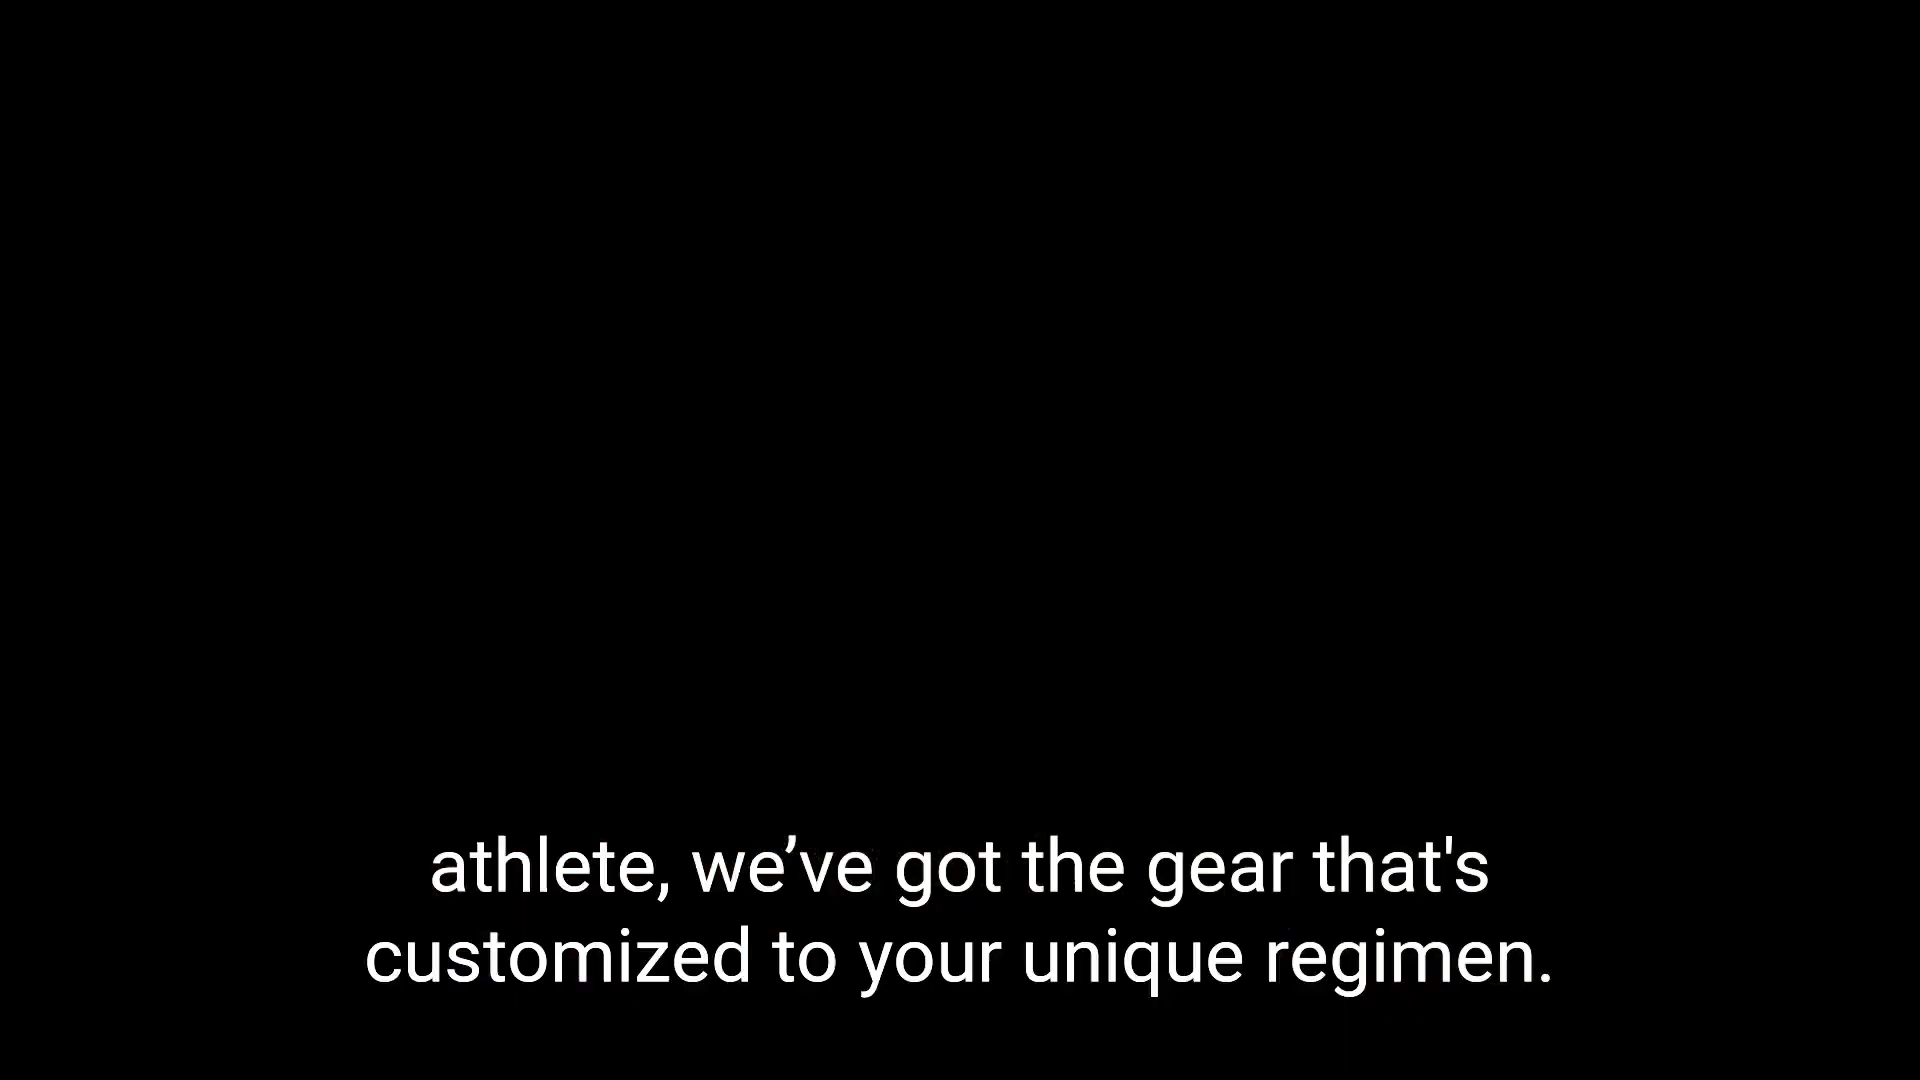 athlete, we’ve got the gear that's
customized to your unique regimen.